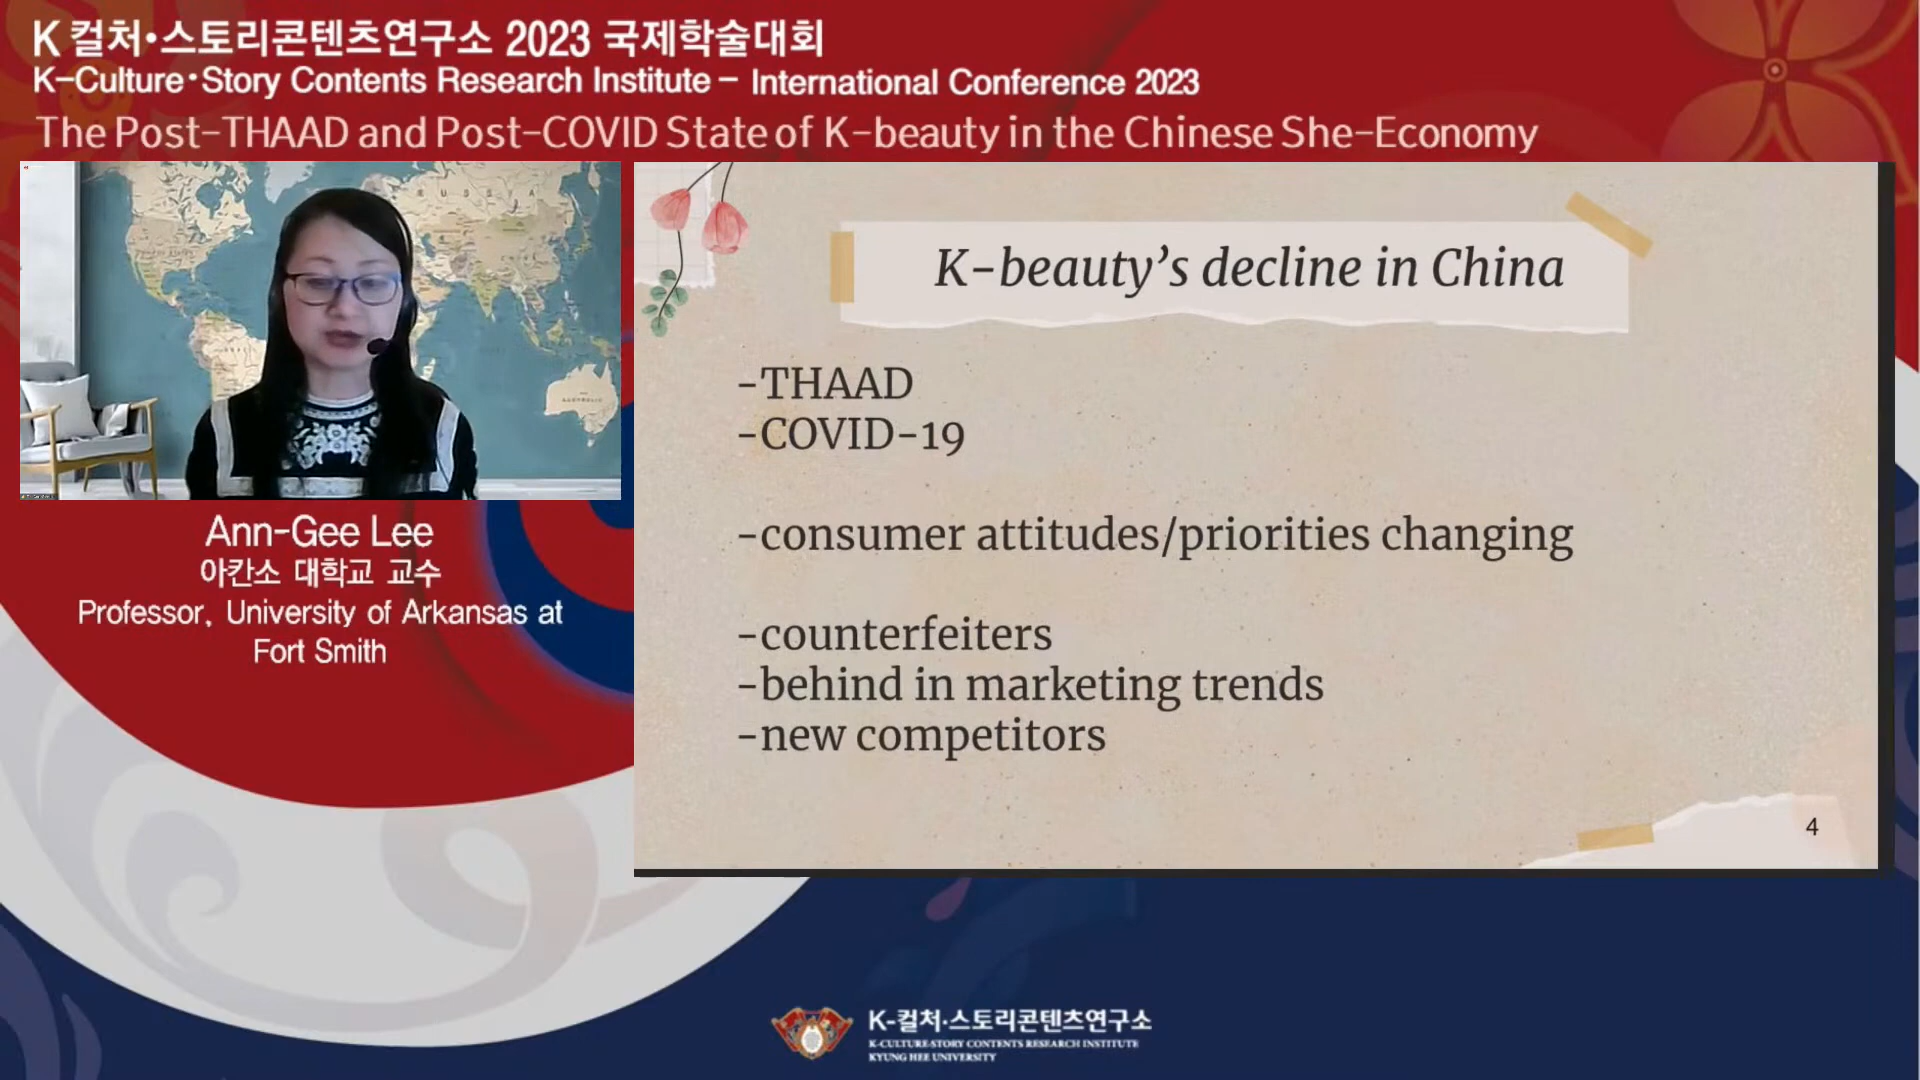 K 컬처•스토리콘텐츠연구소 2023 국제학술대회
K-Culture•Story Contents Research Institute - International Conference 2023
The Post-THAAD and Post-COVID State of K-beauty in the Chinese She-Economy
RUSSIA
BRAZIL
AUSTRALIA
Ann-Gee Lee
아칸소 대학교 교수
Professor, University of Arkansas at
Fort Smith
K-beauty's decline in China
-THAAD
-COVID-19
-consumer attitudes/priorities changing
-counterfeiters
-behind in marketing trends
-new competitors
4
K-컬처•스토리콘텐츠연구소
K-CULTURE•STORY CONTENTS RESEARCH INSTITUTE
KYUNG HEE UNIVERSITY